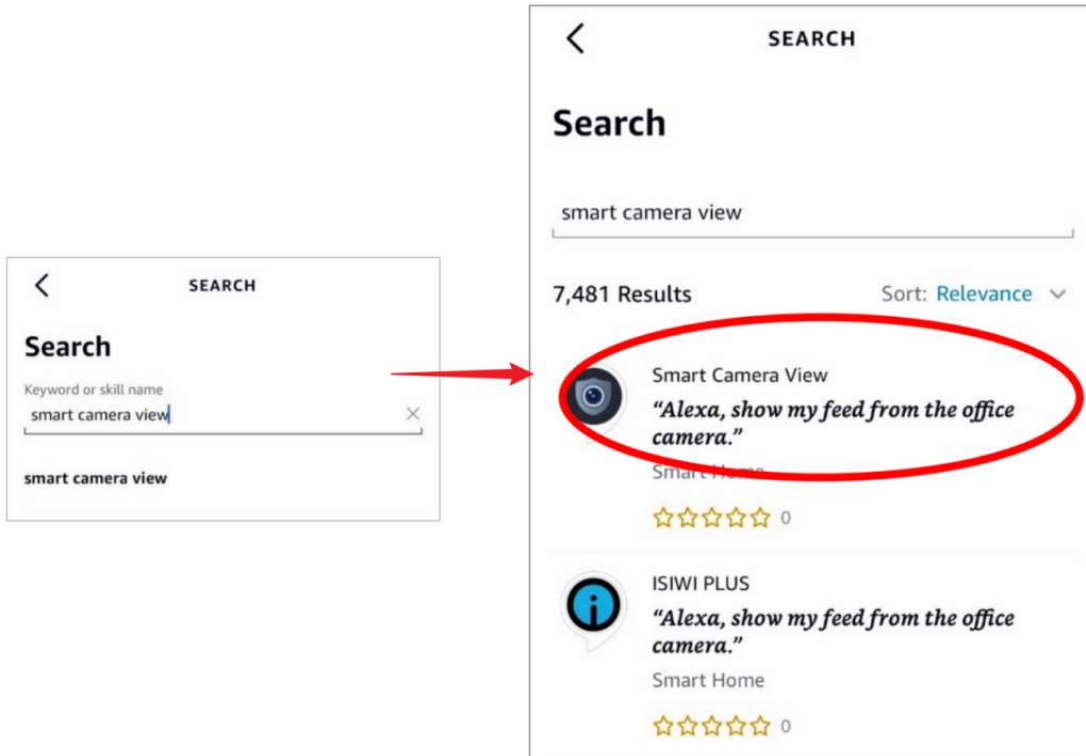 SEARCH
Search
Keyword or skill name
smart camera view
smart camera view
SEARCH
Search
smart camera view
7,481 Results
Sort: Relevance
Smart Camera View
“Alexa, show my feed from the office
camera.”
Smart Home
0
ISIWI PLUS
“Alexa, show my feed from the office
camera.”
Smart Home
0